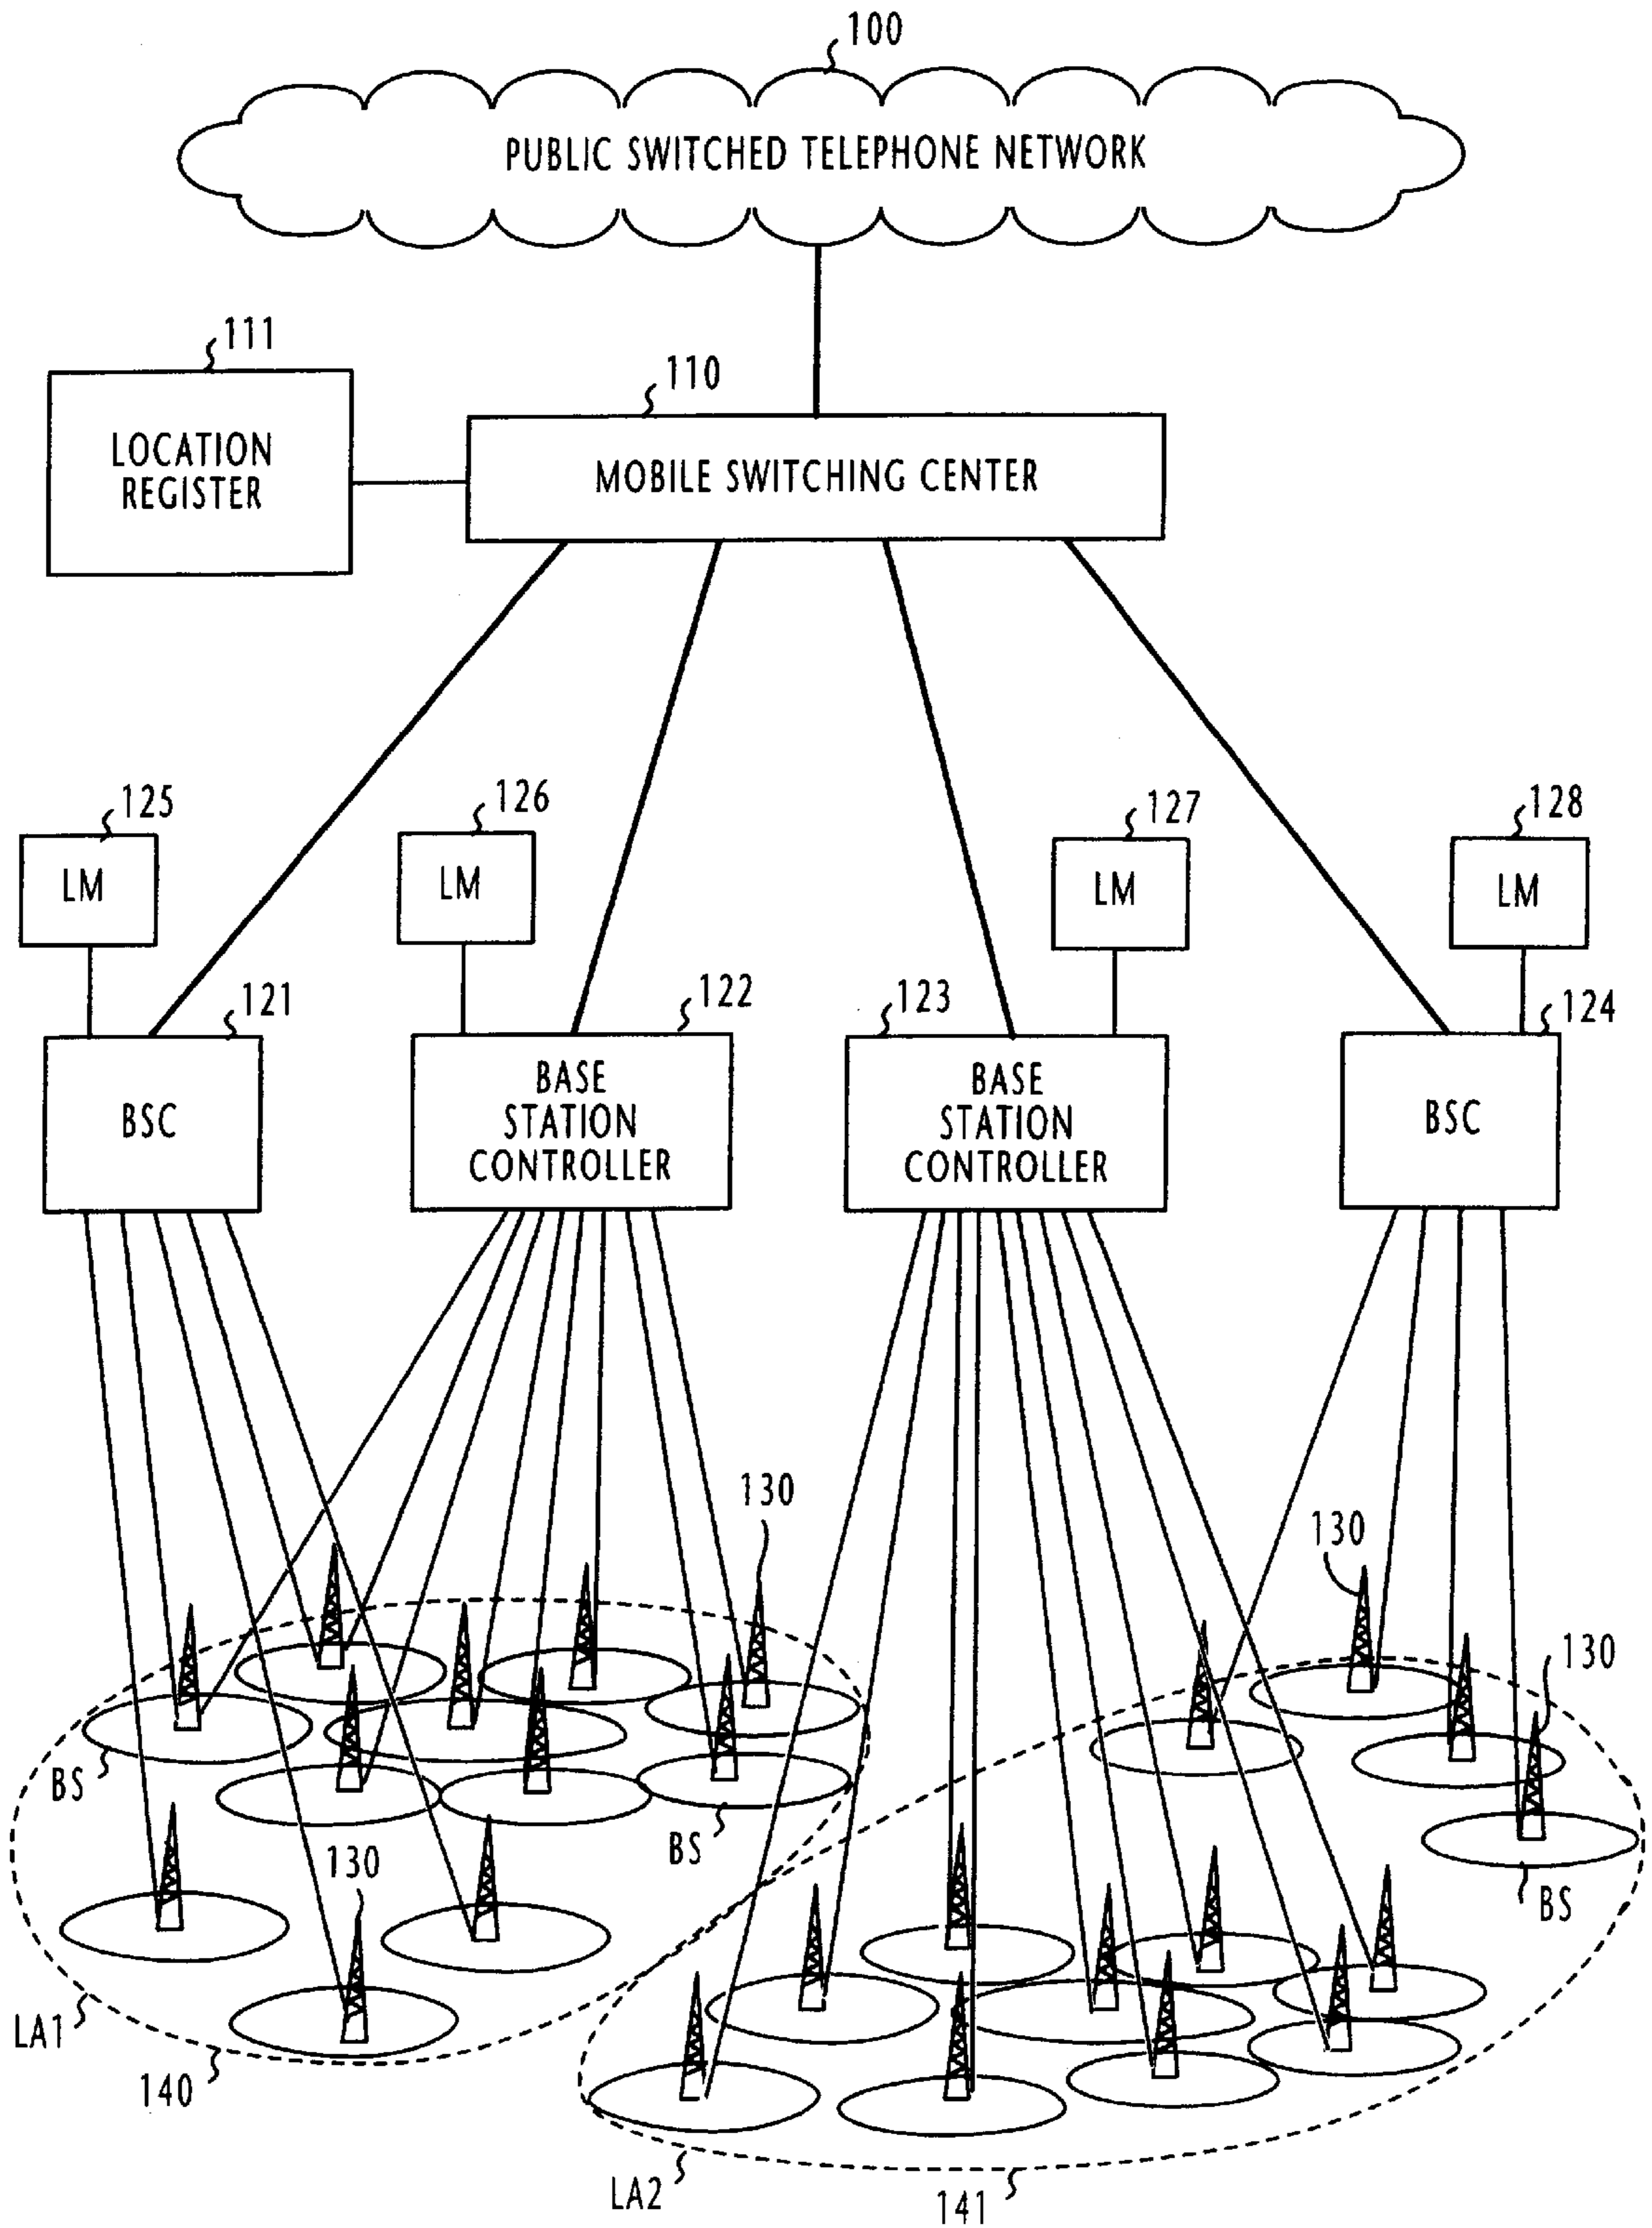 100
PUBLIC SWITCHED TELEPHONE NETWORK
111
110
LOCATION
REGISTER
MOBILE SWITCHING CENTER
125
126
127
128
LM
LM
LM
LM
121
122
123
124
BSC
BASE
STATION
CONTROLLER
BASE
STATION
CONTROLLER
BSC
130
130
130
BS
BS
130
BS
LA1
140
LA2
141